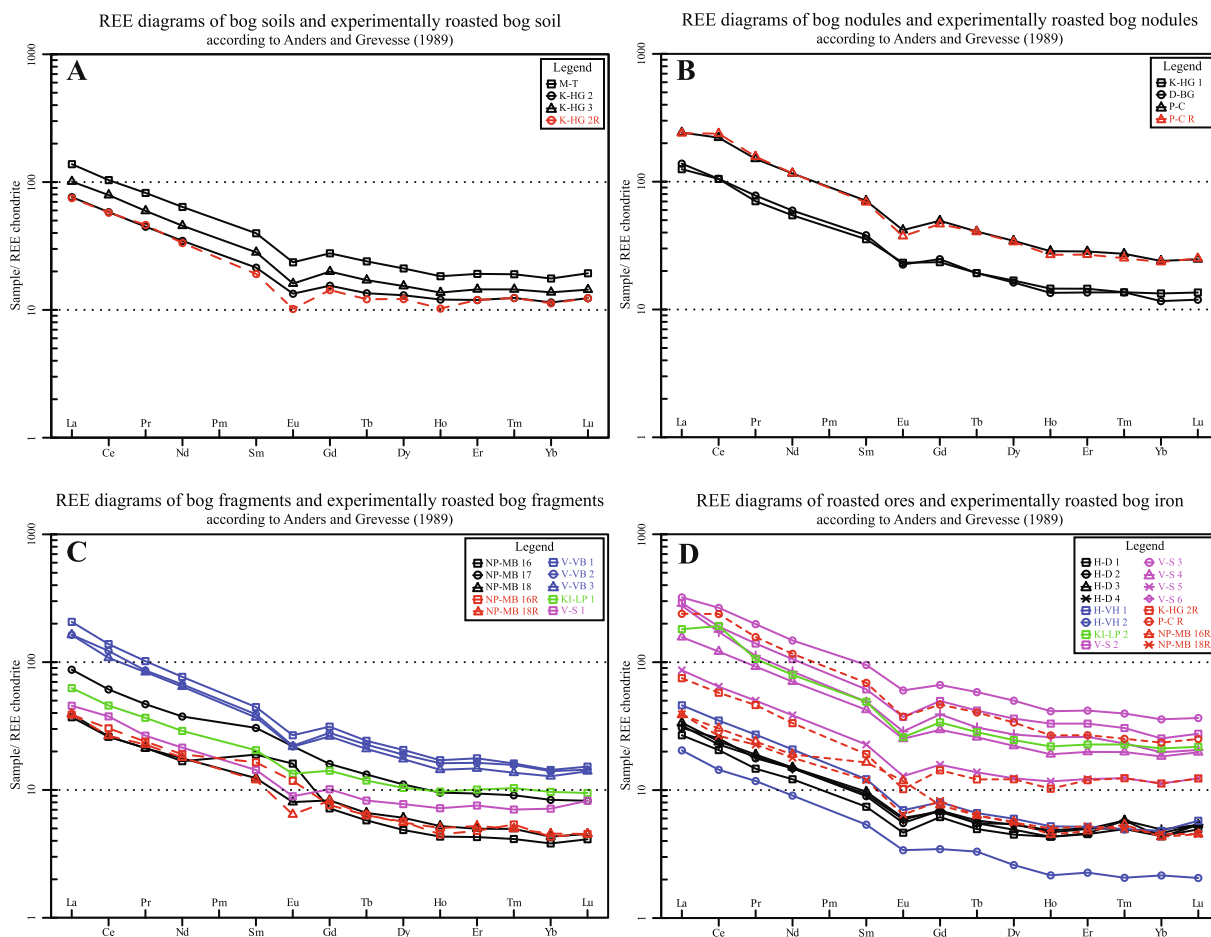 REE diagrams of bog soils and experimentally roasted bog soil
according to Anders and Grevesse (1989)
A
Legend
M-T
K-HG 2
K-HG 3
K-HG 2R
Sample/ REE chondrite
1000
100
10
1
La
Ce
Pr
Nd
Pm
Sm
Eu
Gd
Tb
Dy
Ho
Er
Tm
Yb
Lu
REE diagrams of bog nodules and experimentally roasted bog nodules
according to Anders and Grevesse (1989)
B
Legend
K-HG 1
D-BG
P-C
P-C R
Sample/ REE chondrite
1000
100
10
1
La
Ce
Pr
Nd
Pm
Sm
Eu
Gd
Tb
Dy
Ho
Er
Tm
Yb
Lu
REE diagrams of bog fragments and experimentally roasted bog fragments
according to Anders and Grevesse (1989)
C
Legend
NP-MB 16
NP-MB 17
NP-MB 18
NP-MB 16R
NP-MB 18R
V-VB 1
V-VB 2
V-VB 3
KI-LP 1
V-S 1
Sample/ REE chondrite
1000
100
10
1
La
Ce
Pr
Nd
Pm
Sm
Eu
Gd
Tb
Dy
Ho
Er
Tm
Yb
Lu
REE diagrams of roasted ores and experimentally roasted bog iron
according to Anders and Grevesse (1989)
D
Legend
H-D 1
H-D 2
H-D 3
H-D 4
H-VH 1
H-VH 2
KI-LP 2
V-S 2
V-S 3
V-S 4
V-S 5
V-S 6
K-HG 2R
P-C R
NP-MB 16R
NP-MB 18R
Sample/ REE chondrite
1000
100
10
1
La
Ce
Pr
Nd
Pm
Sm
Eu
Gd
Tb
Dy
Ho
Er
Tm
Yb
Lu